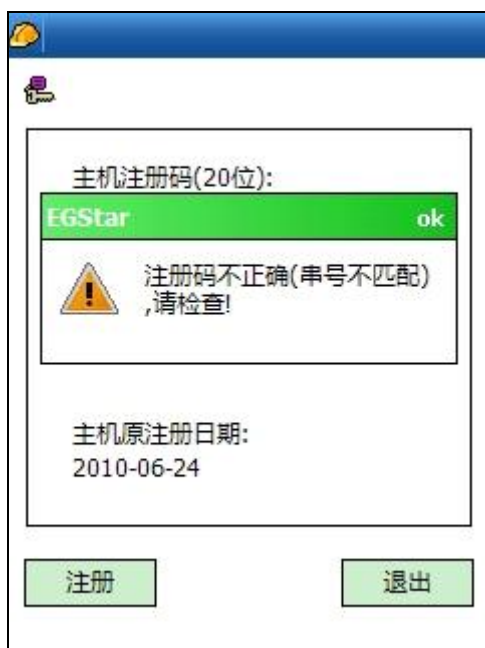 主机注册码(20位):
EGStar ok
注册码不正确(串号不匹配)
,请检查!
主机原注册日期:
2010-06-24
注册 退出